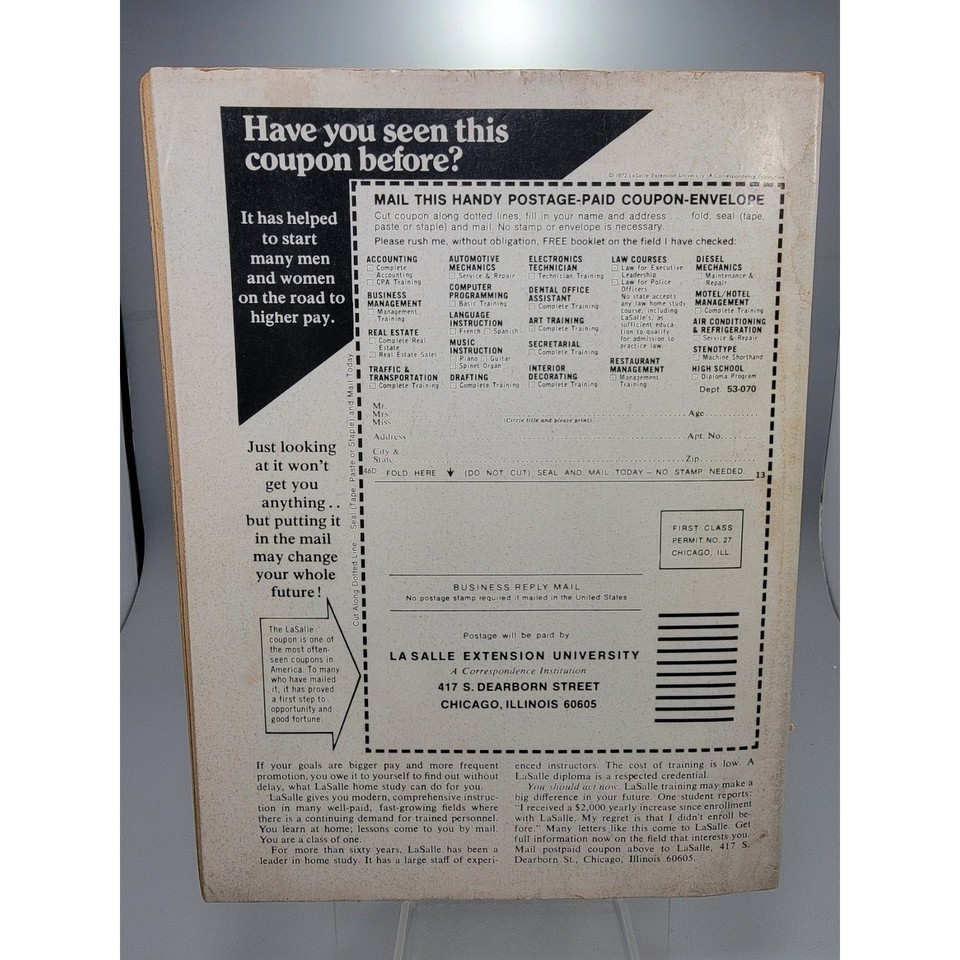 Have you seen this
coupon before?
It has helped
to start
many men
and women
on the road to
higher pay.
Just looking
at it won't
get you
anything..
but putting it
in the mail
may change
your whole
future!
The LaSalle
coupon is one of
the most often-
seen coupons in
America. To many
who have mailed
it, it has proved
a first step to
opportunity and
good fortune.
Cut Along Dotted Line Seal (Tape, Paste or Staple) and Mail Today
© 1972 LaSalle Extension University A Correspondence Institution
MAIL THIS HANDY POSTAGE-PAID COUPON-ENVELOPE
Cut coupon along dotted lines, fill in your name and address . . . fold, seal (tape,
paste or staple) and mail. No stamp or envelope is necessary.
Please rush me, without obligation, FREE booklet on the field I have checked:
ACCOUNTING
Complete
Accounting
CPA Training
BUSINESS
MANAGEMENT
Management
Training
REAL ESTATE
Complete Real
Estate
Real Estate Sales
TRAFFIC &
TRANSPORTATION
Complete Training
AUTOMOTIVE
MECHANICS
Service & Repair
COMPUTER
PROGRAMMING
Basic Training
LANGUAGE
INSTRUCTION
French Spanish
MUSIC
INSTRUCTION
Piano Guitar
Spinet Organ
DRAFTING
Complete Training
ELECTRONICS
TECHNICIAN
Technician Training
DENTAL OFFICE
ASSISTANT
Complete Training
ART TRAINING
Complete Training
SECRETARIAL
Complete Training
INTERIOR
DECORATING
Complete Training
LAW COURSES
Law for Executive
Leadership
Law for Police
Officers
No state accepts
any law home study
course, including
LaSalle's, as
sufficient educa-
tion to qualify
for admission to
practice law.
RESTAURANT
MANAGEMENT
Management
Training
DIESEL
MECHANICS
Maintenance &
Repair
MOTEL/HOTEL
MANAGEMENT
Complete Training
AIR CONDITIONING
& REFRIGERATION
Service & Repair
STENOTYPE
Machine Shorthand
HIGH SCHOOL
Diploma Program
Dept. 53-070
Mr.
Mrs.
Miss Age
(Circle title and please print)
Address Apt. No.
City &
State Zip
46D FOLD HERE (DO NOT CUT) SEAL AND MAIL TODAY – NO STAMP NEEDED. 13
FIRST CLASS
PERMIT NO. 27
CHICAGO, ILL.
BUSINESS REPLY MAIL
No postage stamp required if mailed in the United States
Postage will be paid by
LA SALLE EXTENSION UNIVERSITY
A Correspondence Institution
417 S. DEARBORN STREET
CHICAGO, ILLINOIS 60605
If your goals are bigger pay and more frequent
promotion, you owe it to yourself to find out without
delay, what LaSalle home study can do for you.
LaSalle gives you modern, comprehensive instruc-
tion in many well-paid, fast-growing fields where
there is a continuing demand for trained personnel.
You learn at home; lessons come to you by mail.
You are a class of one.
For more than sixty years, LaSalle has been a
leader in home study. It has a large staff of experi-
enced instructors. The cost of training is low. A
LaSalle diploma is a respected credential.
You should act now. LaSalle training may make a
big difference in your future. One student reports:
"I received a $2,000 yearly increase since enrollment
with LaSalle. My regret is that I didn't enroll be-
fore." Many letters like this come to LaSalle. Get
full information now on the field that interests you.
Mail postpaid coupon above to LaSalle, 417 S.
Dearborn St., Chicago, Illinois 60605.